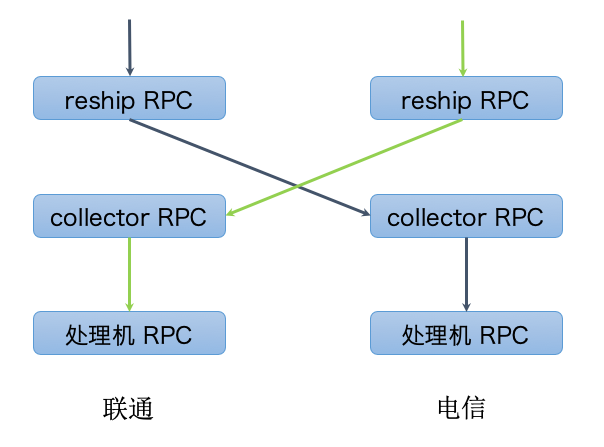 reship RPC
reship RPC
collector RPC
collector RPC
处理机 RPC
处理机 RPC
联通
电信